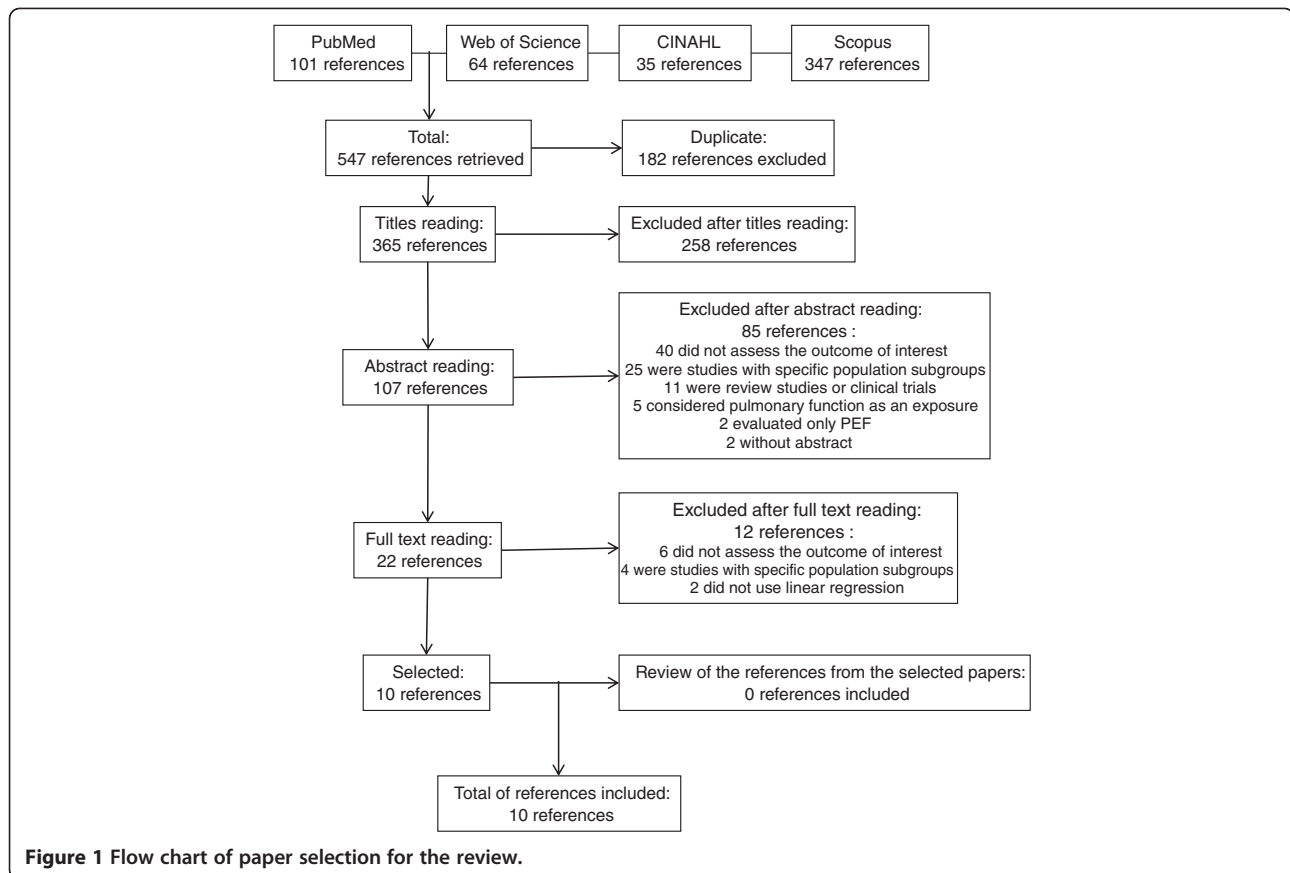 PubMed
101 references
Web of Science
64 references
CINAHL
35 references
Scopus
347 references
Total:
547 references retrieved
Duplicate:
182 references excluded
Titles reading:
365 references
Excluded after titles reading:
258 references
Excluded after abstract reading:
85 references :
40 did not assess the outcome of interest
25 were studies with specific population subgroups
11 were review studies or clinical trials
5 considered pulmonary function as an exposure
2 evaluated only PEF
2 without abstract
Abstract reading:
107 references
Excluded after full text reading:
12 references :
6 did not assess the outcome of interest
4 were studies with specific population subgroups
2 did not use linear regression
Full text reading:
22 references
Selected:
10 references
Review of the references from the selected papers:
0 references included
Total of references included:
10 references
Figure 1 Flow chart of paper selection for the review.